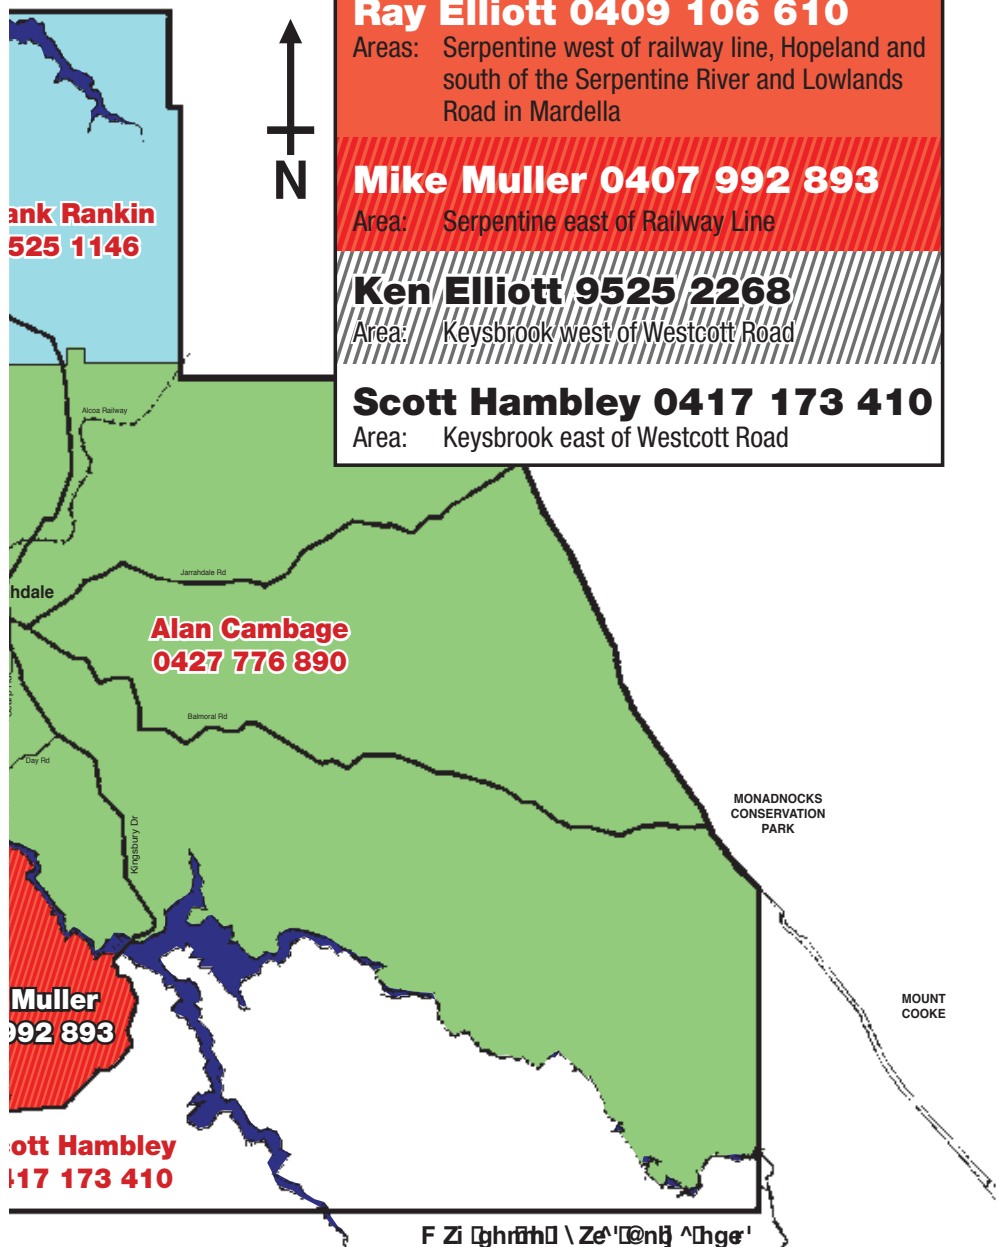 Ray Elliott 0409 106 610
Areas: Serpentine west of railway line, Hopeland and
south of the Serpentine River and Lowlands
Road in Mardella
Mike Muller 0407 992 893
Area: Serpentine east of Railway Line
Ken Elliott 9525 2268
Area: Keysbrook west of Westcott Road
Scott Hambley 0417 173 410
Area: Keysbrook east of Westcott Road
N
ank Rankin
525 1146
Alcoa Railway
Jarrahdale Rd
hdale
Alan Cambage
0427 776 890
Balmoral Rd
Day Rd
Kingsbury Dr
MONADNOCKS
CONSERVATION
PARK
Muller
992 893
MOUNT
COOKE
ott Hambley
417 173 410